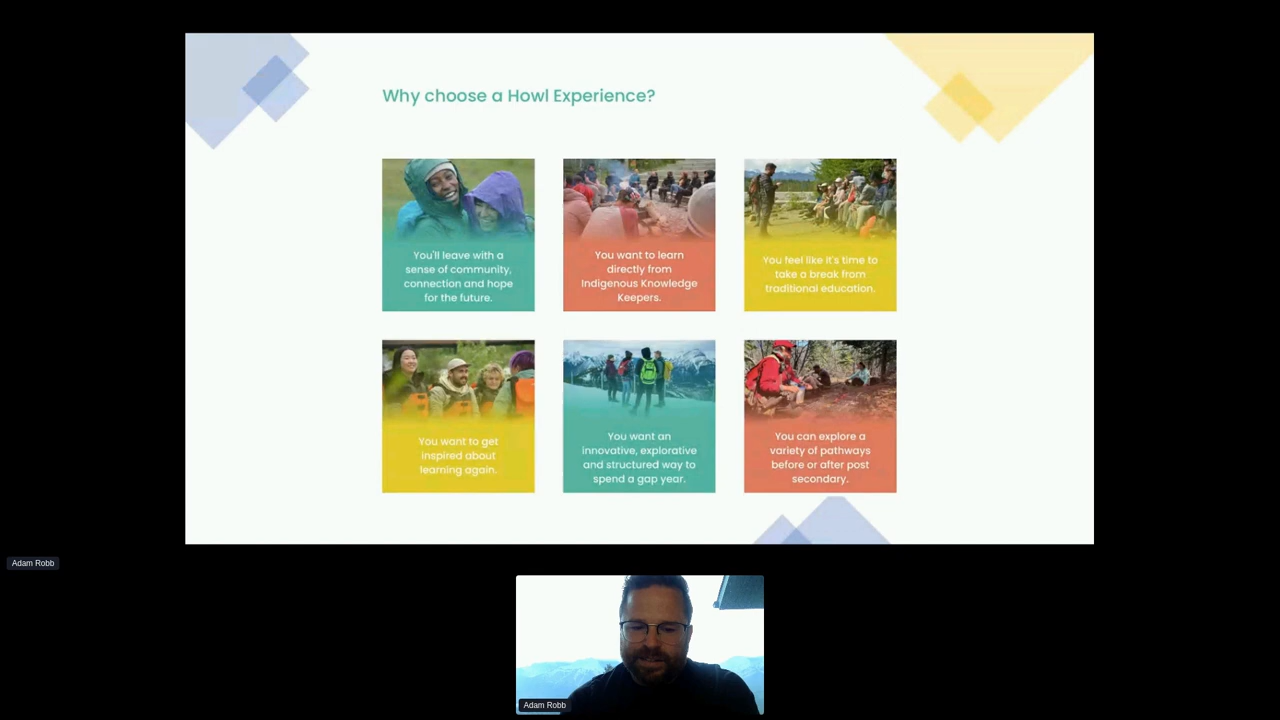 Why choose a Howl Experience?
You'll leave with a
sense of community,
connection and hope
for the future.
You want to learn
directly from
Indigenous Knowledge
Keepers.
You feel like it's time to
take a break from
traditional education.
You want to get
inspired about
learning again.
You want an
innovative, explorative
and structured way to
spend a gap year.
You can explore a
variety of pathways
before or after post
secondary.
Adam Robb
Adam Robb